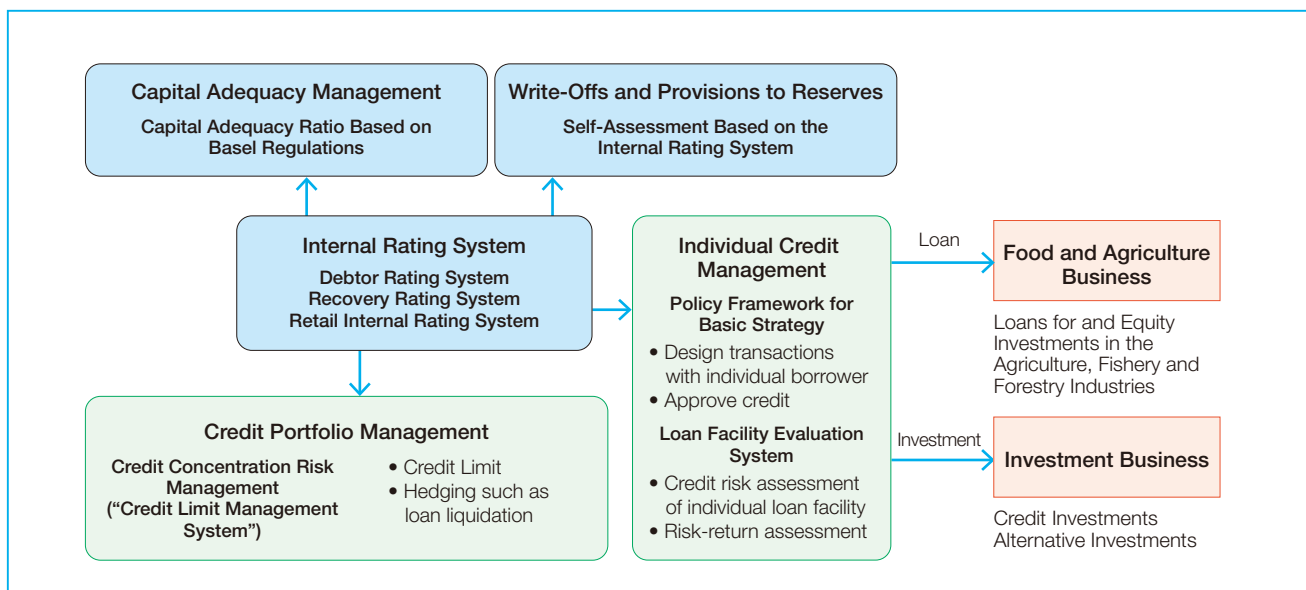 Capital Adequacy Management
Capital Adequacy Ratio Based on
Basel Regulations
Write-Offs and Provisions to Reserves
Self-Assessment Based on the
Internal Rating System
Internal Rating System
Debtor Rating System
Recovery Rating System
Retail Internal Rating System
Credit Portfolio Management
Credit Concentration Risk
Management
(“Credit Limit Management
System”)
• Credit Limit
• Hedging such as
loan liquidation
Individual Credit
Management
Policy Framework for
Basic Strategy
• Design transactions
with individual borrower
• Approve credit
Loan Facility Evaluation
System
• Credit risk assessment
of individual loan facility
• Risk-return assessment
Loan
Food and Agriculture
Business
Loans for and Equity
Investments in the
Agriculture, Fishery and
Forestry Industries
Investment
Investment Business
Credit Investments
Alternative Investments